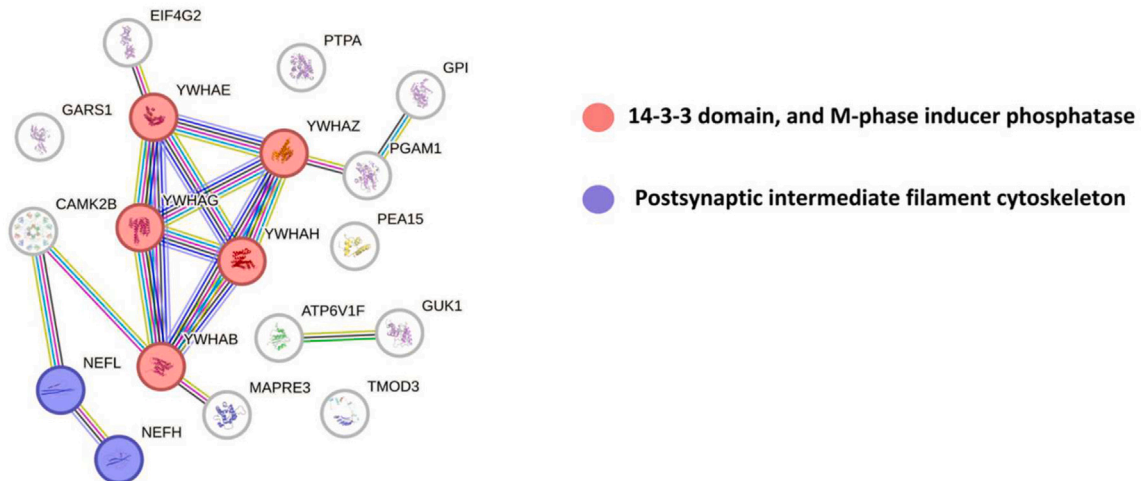 EIF4G2
PTPA
GPI
YWHAE
GARS1
YWHAZ
PGAM1
CAMK2B
YWHAG
PEA15
YWHAH
ATP6V1F
GUK1
YWHAB
NEFL
MAPRE3
TMOD3
NEFH
14-3-3 domain, and M-phase inducer phosphatase
Postsynaptic intermediate filament cytoskeleton